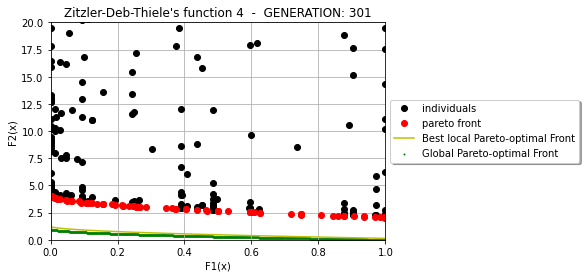 Zitzler-Deb-Thiele's function 4 - GENERATION: 301
F2(x)
20.0
17.5
15.0
12.5
10.0
7.5
5.0
2.5
0.0
0.0
0.2
0.4
0.6
0.8
1.0
F1(x)
individuals
pareto front
Best local Pareto-optimal Front
Global Pareto-optimal Front